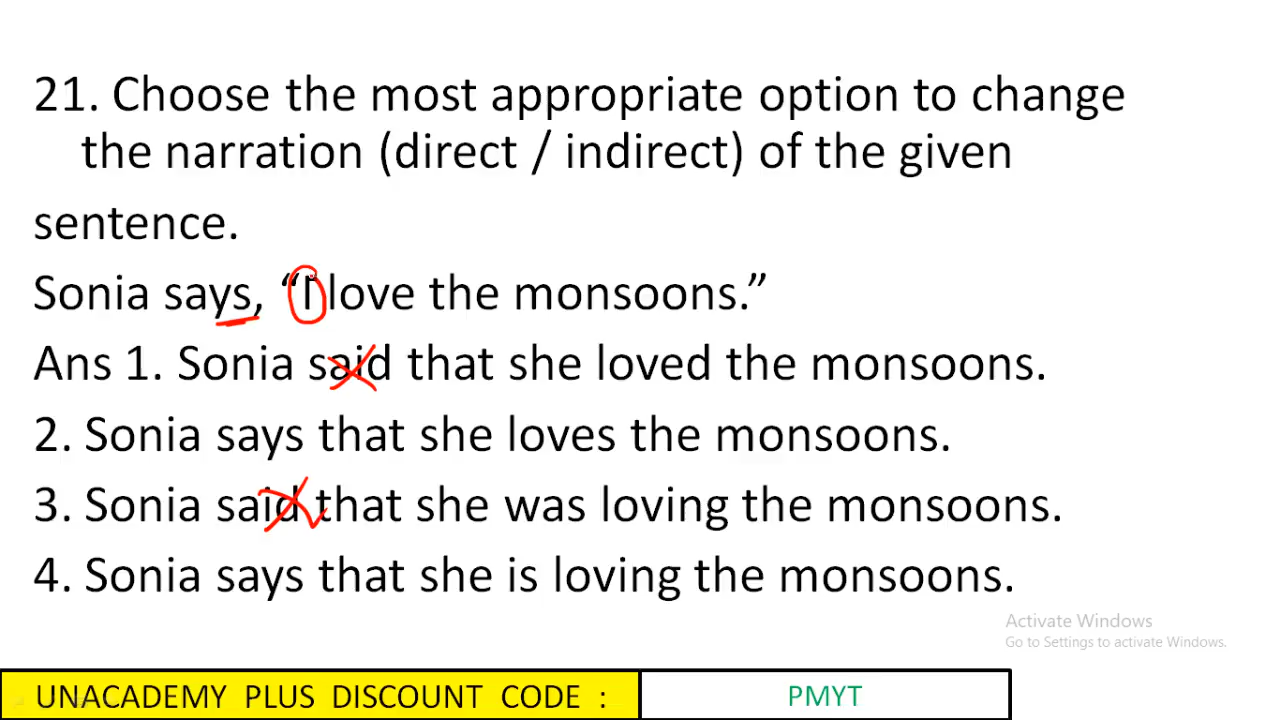 21. Choose the most appropriate option to change
the narration (direct / indirect) of the given
sentence.
Sonia says, “I love the monsoons.”
Ans 1. Sonia said that she loved the monsoons.
2. Sonia says that she loves the monsoons.
3. Sonia said that she was loving the monsoons.
4. Sonia says that she is loving the monsoons.
Activate Windows
Go to Settings to activate Windows.
UNACADEMY PLUS DISCOUNT CODE : PMYT